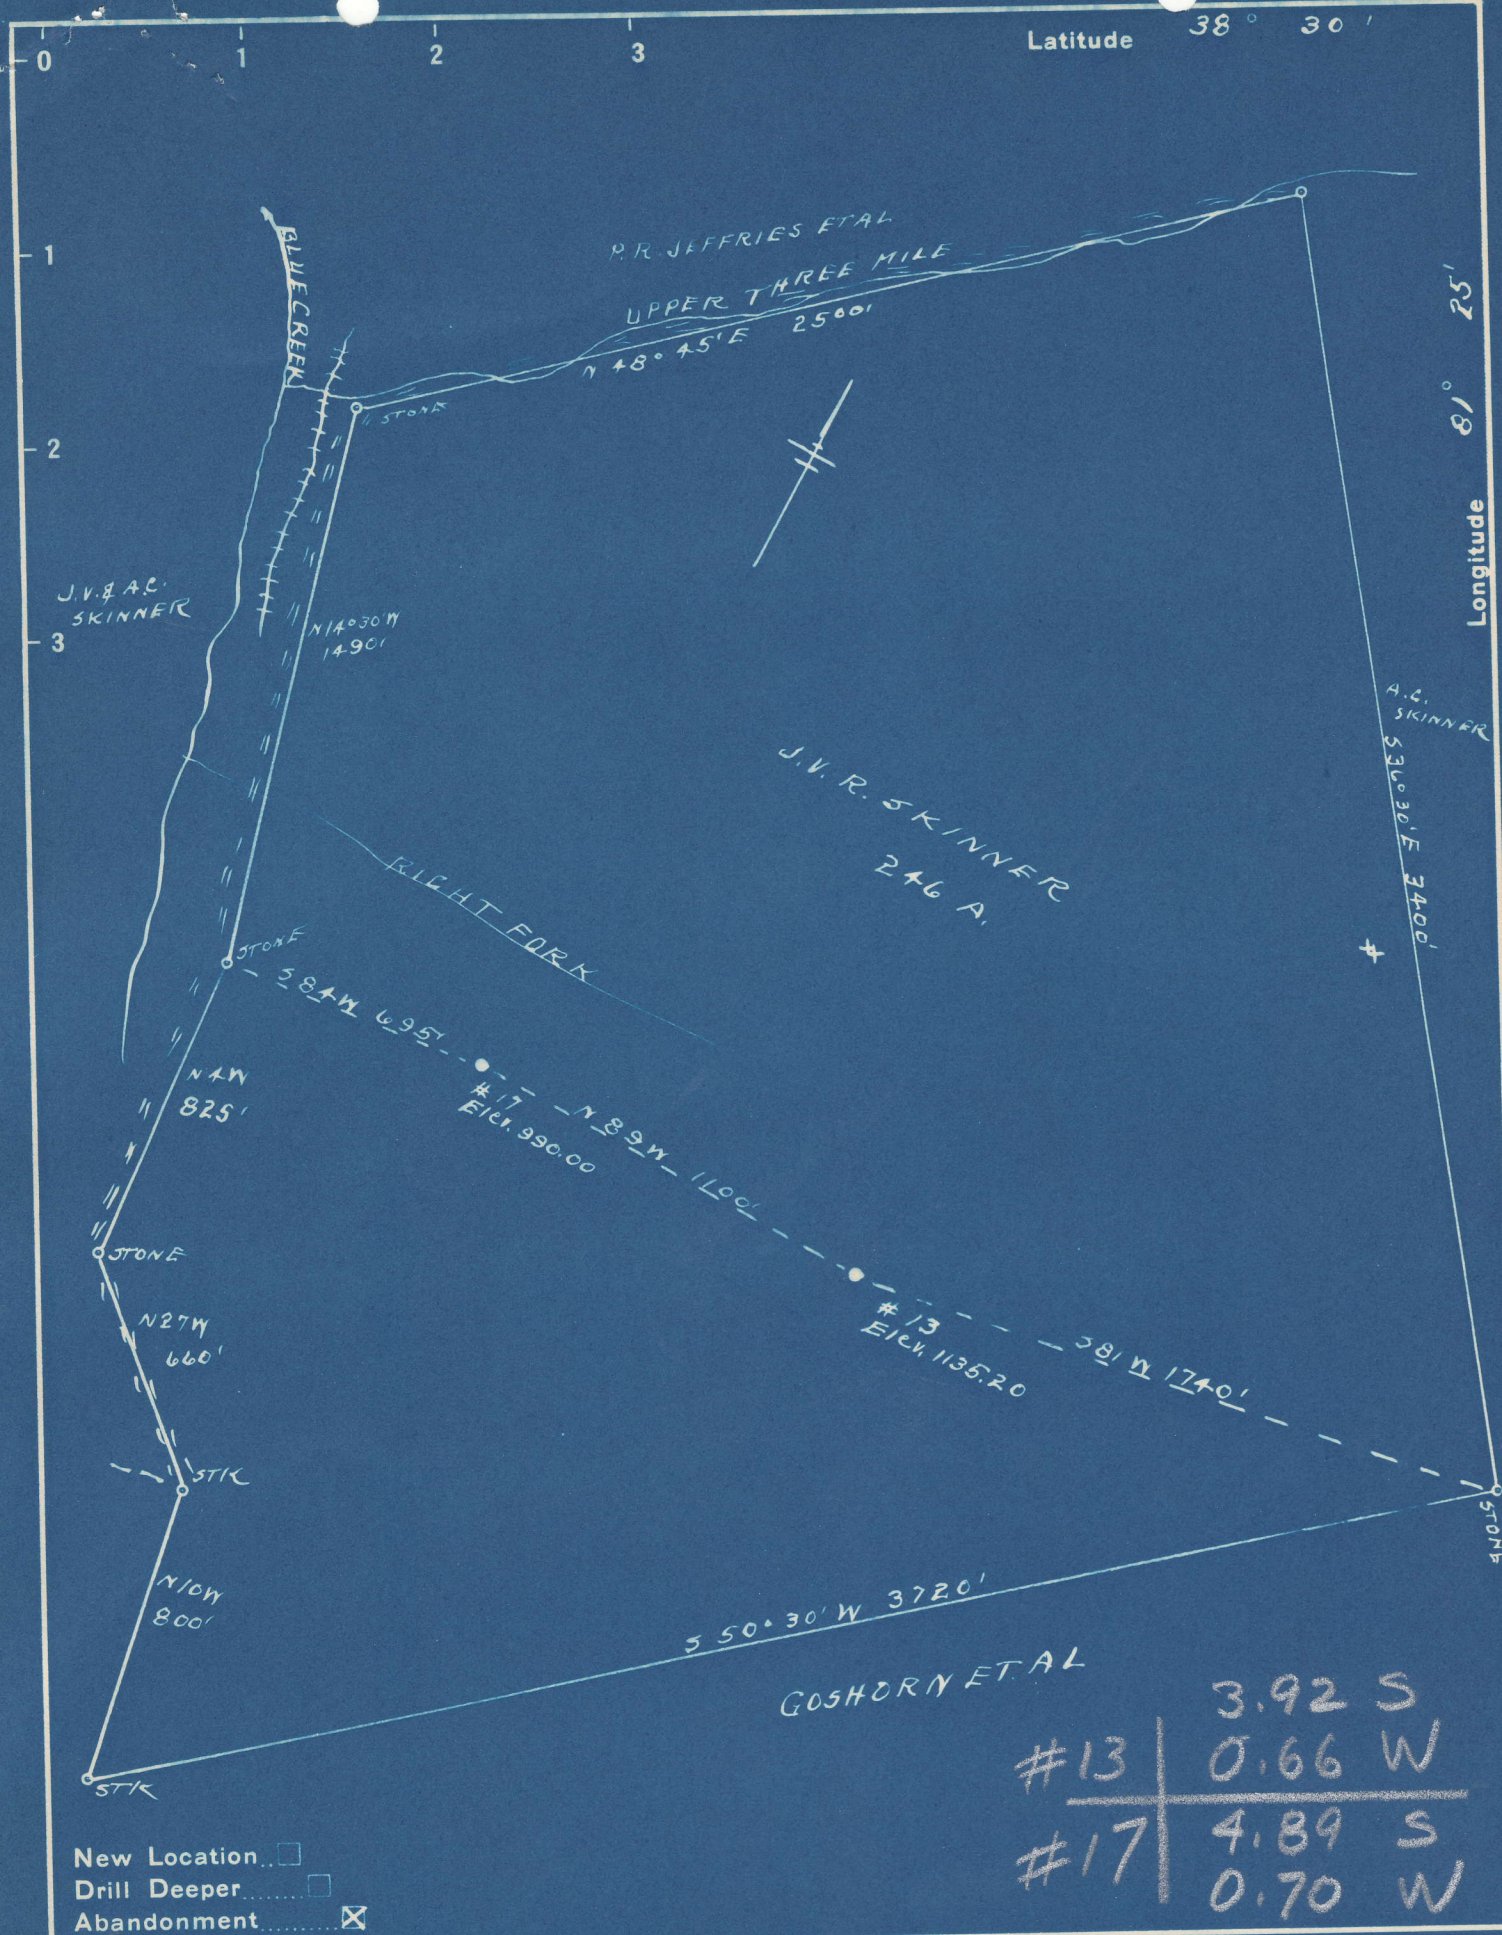 0 1 2 3
Latitude 38° 30'
1
2
3
81° 25'
Longitude
BLUE CREEK
P.R. JEFFRIES ETAL
UPPER THREE MILE
N 48° 45' E 2500'
STONE
J.V. & A.C.
SKINNER
N 14° 30' W
1490'
A.C.
SKINNER
S 36° 30' E 3400'
J.V. R. SKINNER
246 A.
RIGHT FORK
STONE
S 84 W 695'
#17
Elev. 990.00
N 89 W 1100'
#13
Elev. 1135.20
S 81 W 1740'
STONE
N 4 W
825'
STONE
N 27 W
660'
STK
N 10 W
800'
STK
S 50° 30' W 3720'
GOSHORN ET. AL
3.92 S
#13 0.66 W
#17 4.89 S
0.70 W
New Location..
Drill Deeper.......
Abandonment.......... X